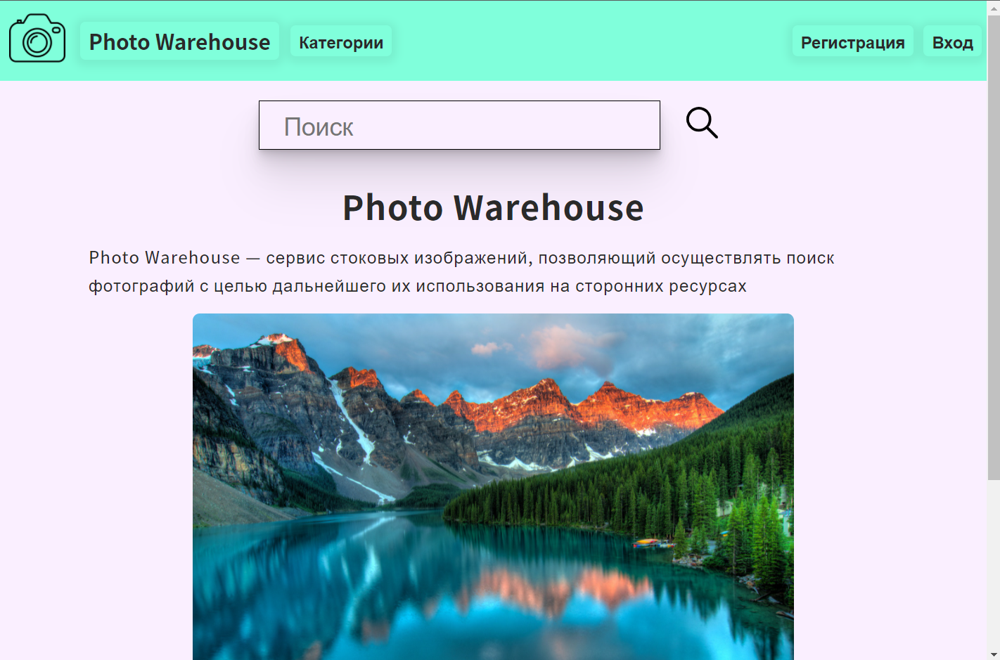 Photo Warehouse
Категории
Регистрация
Вход
Поиск
Photo Warehouse
Photo Warehouse — сервис стоковых изображений, позволяющий осуществлять поиск
фотографий с целью дальнейшего их использования на сторонних ресурсах